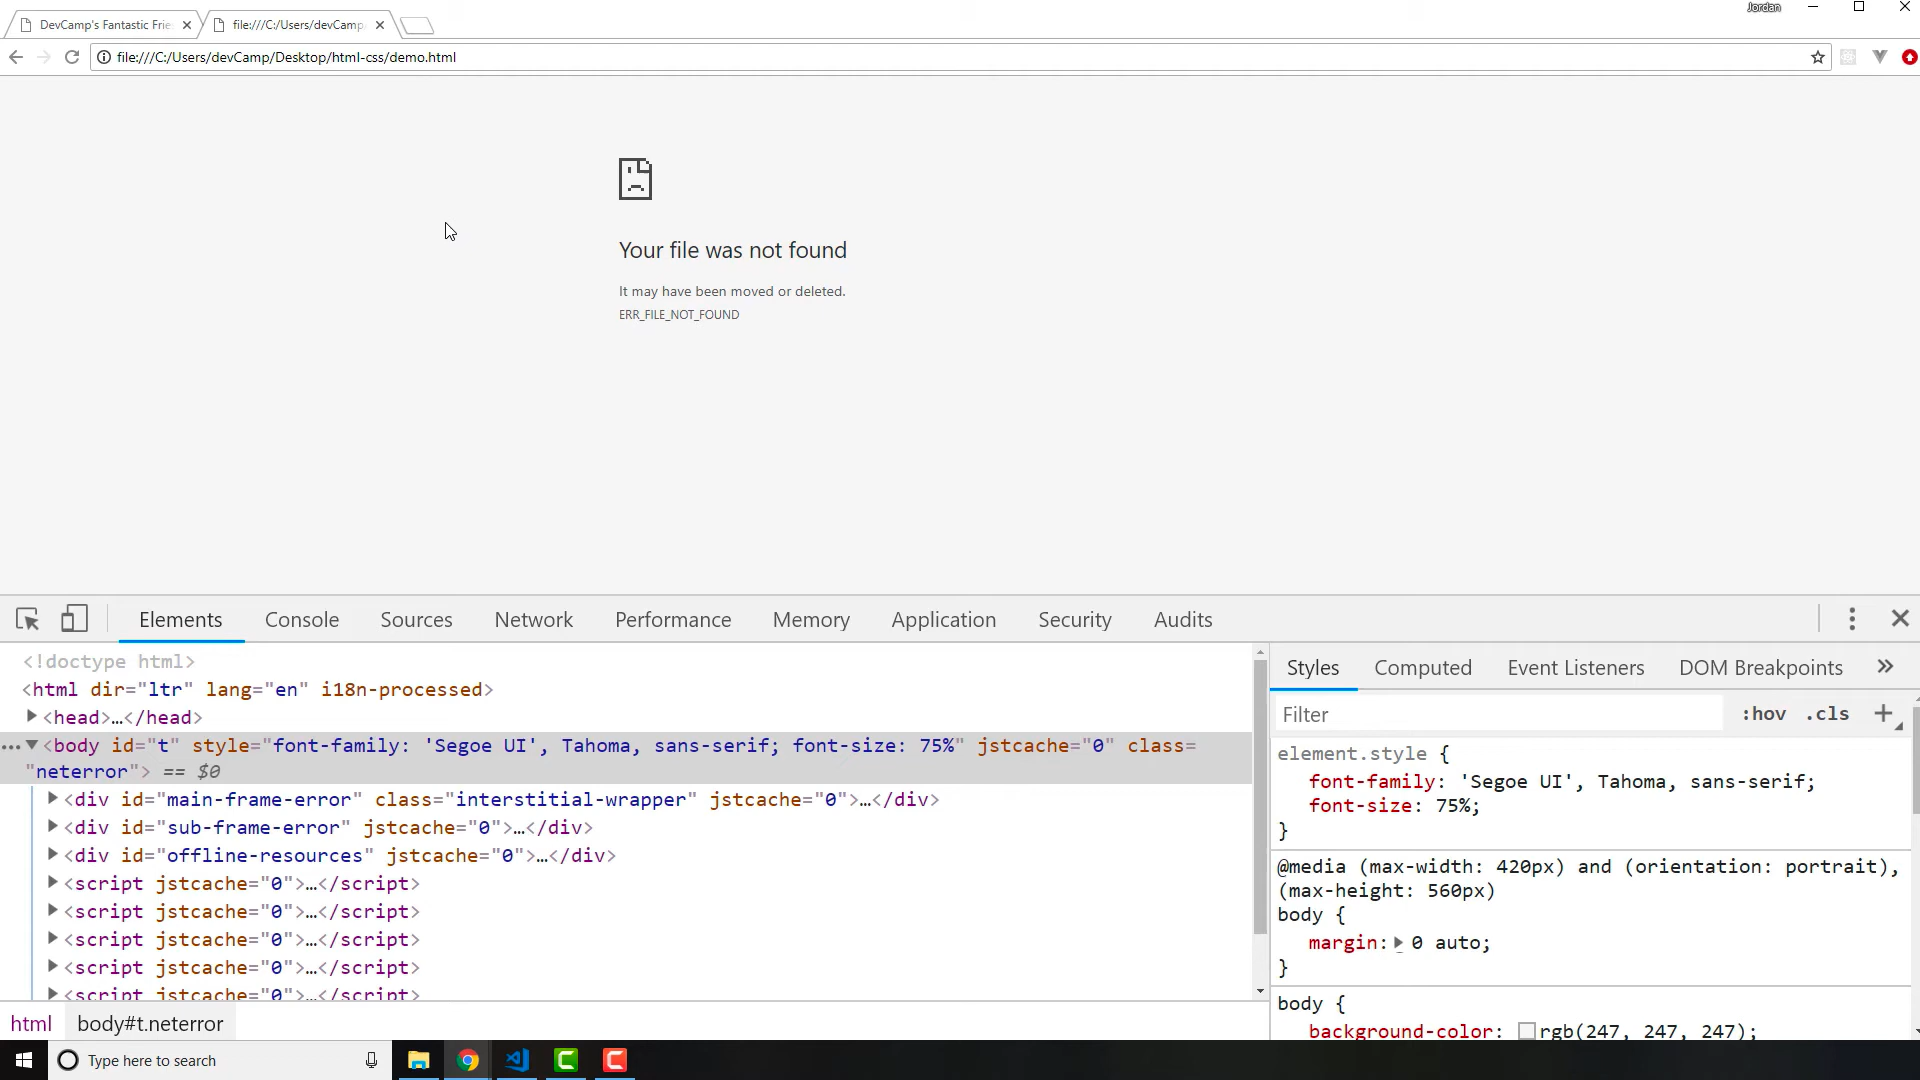 Jordan
DevCamp's Fantastic Frie
file:///C:/Users/devCamp
file:///C:/Users/devCamp/Desktop/html-css/demo.html
Your file was not found
It may have been moved or deleted.
ERR_FILE_NOT_FOUND
Elements Console Sources Network Performance Memory Application Security Audits
<!doctype html>
<html dir="ltr" lang="en" i18n-processed>
<head>…</head>
<body id="t" style="font-family: 'Segoe UI', Tahoma, sans-serif; font-size: 75%" jstcache="0" class=
"neterror"> == $0
<div id="main-frame-error" class="interstitial-wrapper" jstcache="0">…</div>
<div id="sub-frame-error" jstcache="0">…</div>
<div id="offline-resources" jstcache="0">…</div>
<script jstcache="0">…</script>
<script jstcache="0">…</script>
<script jstcache="0">…</script>
<script jstcache="0">…</script>
<script jstcache="0">…</script>
html body#t.neterror
Styles Computed Event Listeners DOM Breakpoints »
Filter :hov .cls +
element.style {
font-family: 'Segoe UI', Tahoma, sans-serif;
font-size: 75%;
}
@media (max-width: 420px) and (orientation: portrait),
(max-height: 560px)
body {
margin: 0 auto;
}
body {
background-color: rgb(247, 247, 247);
Type here to search